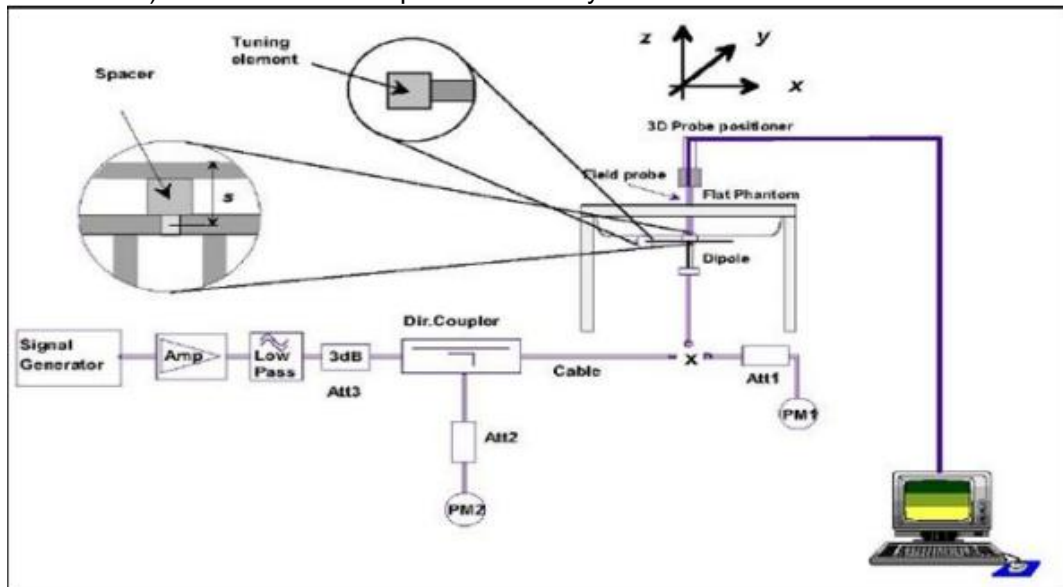 Tuning
element
Spacer
s
z
y
x
3D Probe positioner
Field probe
Flat Phantom
Dipole
Dir.Coupler
Signal
Generator
Amp
Low
Pass
3dB
Att3
Cable
x
Att1
PM1
Att2
PM2